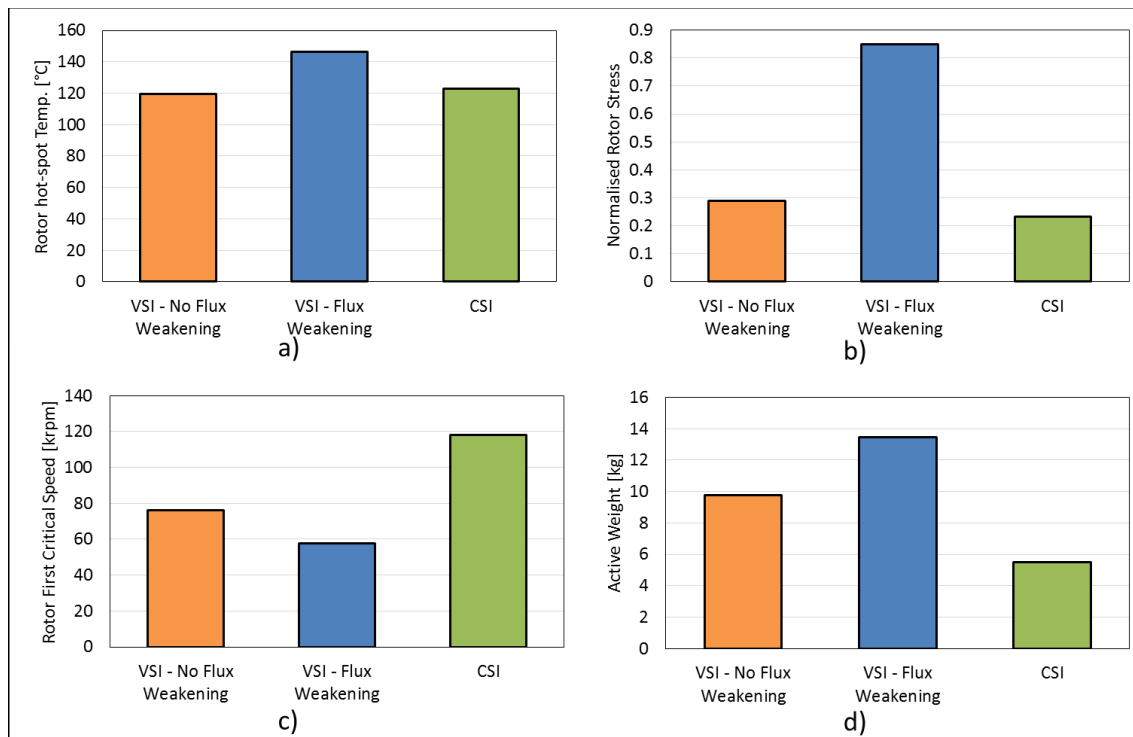 Rotor hot-spot Temp. [°C]
160
140
120
100
80
60
40
20
0
VSI - No Flux
Weakening
VSI - Flux
Weakening
CSI
a)
Normalised Rotor Stress
0.9
0.8
0.7
0.6
0.5
0.4
0.3
0.2
0.1
0
VSI - No Flux
Weakening
VSI - Flux
Weakening
CSI
b)
Rotor First Critical Speed [krpm]
140
120
100
80
60
40
20
0
VSI - No Flux
Weakening
VSI - Flux
Weakening
CSI
c)
Active Weight [kg]
16
14
12
10
8
6
4
2
0
VSI - No Flux
Weakening
VSI - Flux
Weakening
CSI
d)